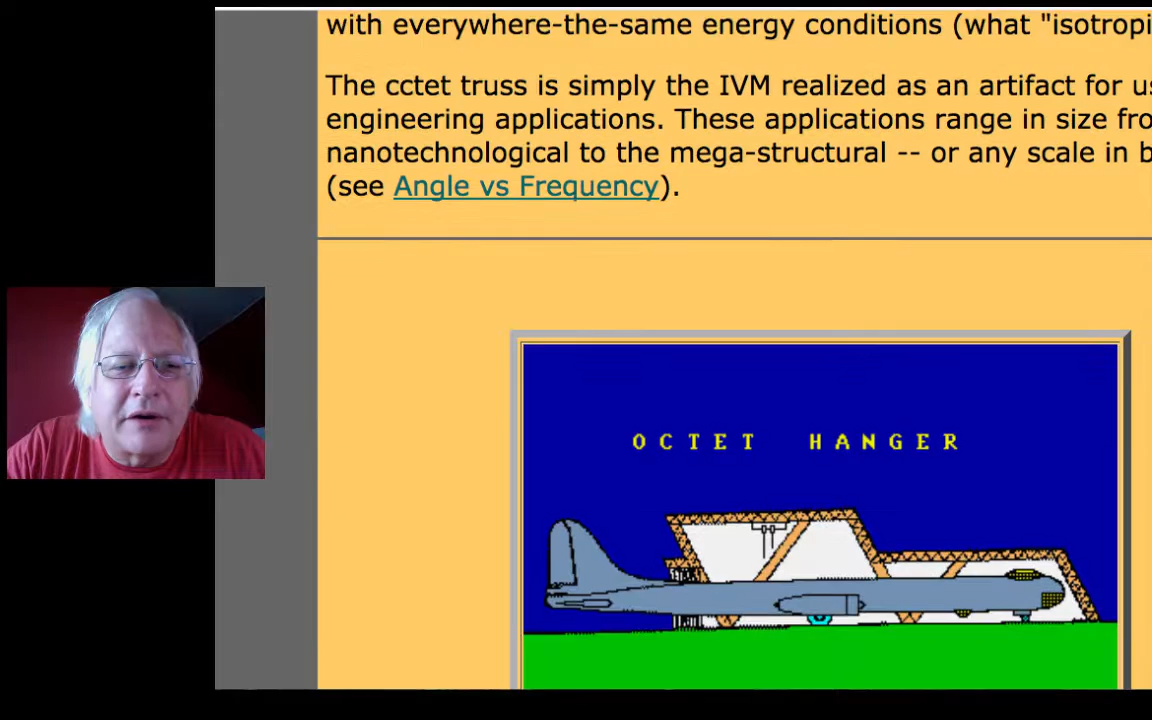 with everywhere-the-same energy conditions (what "isotropi
The cctet truss is simply the IVM realized as an artifact for us
engineering applications. These applications range in size fro
nanotechnological to the mega-structural -- or any scale in b
(see Angle vs Frequency).
OCTET HANGER